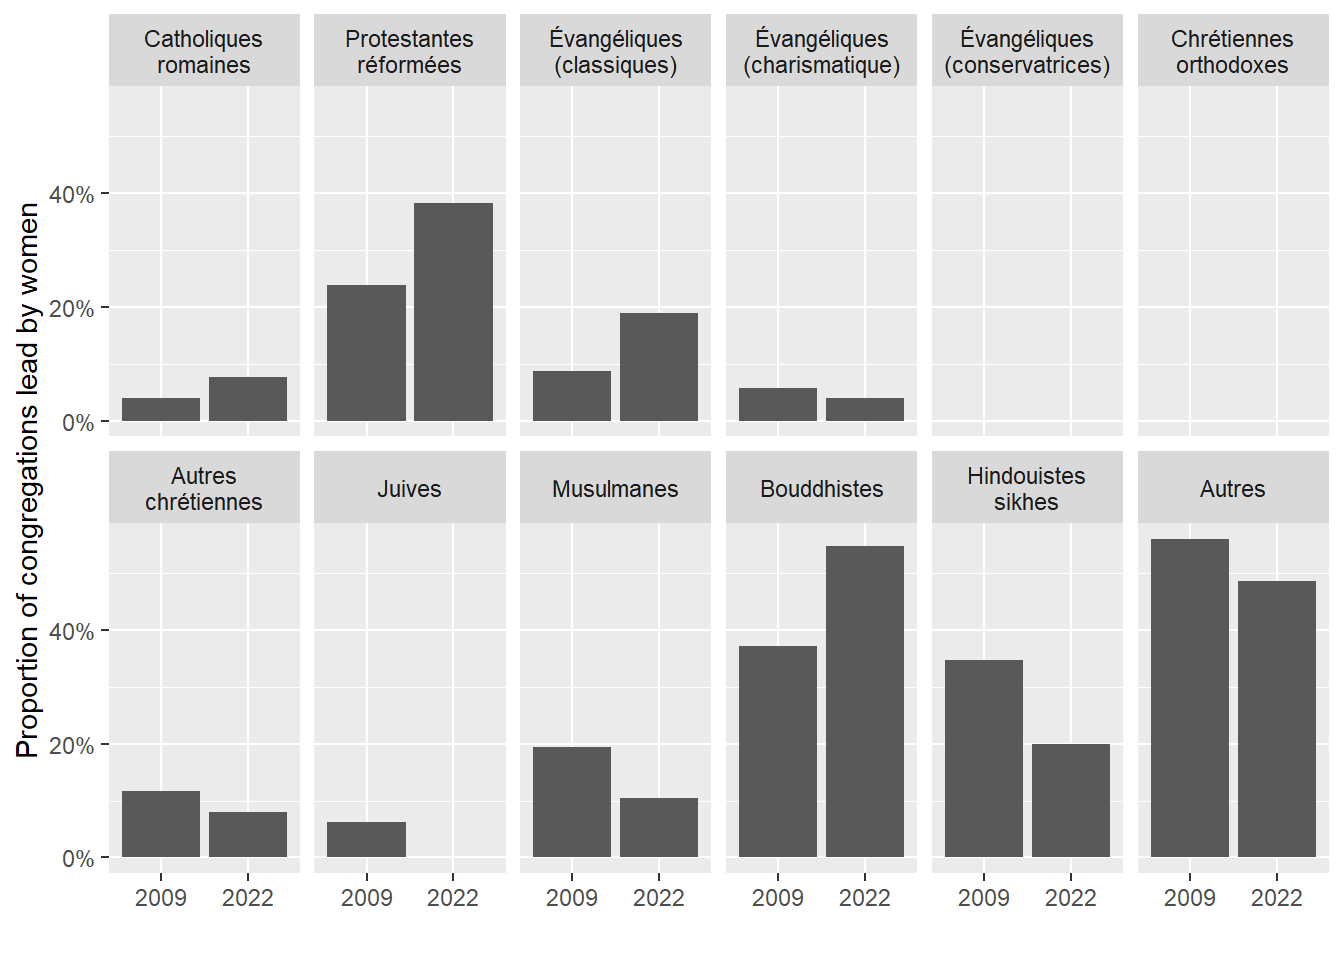 Catholiques
romaines
Protestantes
réformées
Évangéliques
(classiques)
Évangéliques
(charismatique)
Évangéliques
(conservatrices)
Chrétiennes
orthodoxes
40%
20%
0%
Proportion of congregations lead by women
Autres
chrétiennes
Juives
Musulmanes
Bouddhistes
Hindouistes
sikhes
Autres
40%
20%
0%
2009 2022 2009 2022 2009 2022 2009 2022 2009 2022 2009 2022